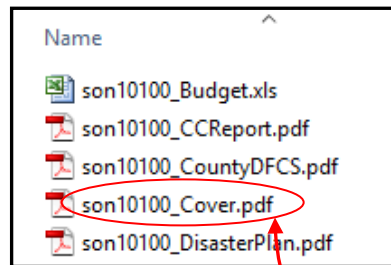 Name
son10100_Budget.xls
son10100_CCReport.pdf
son10100_CountyDFCS.pdf
son10100_Cover.pdf
son10100_DisasterPlan.pdf